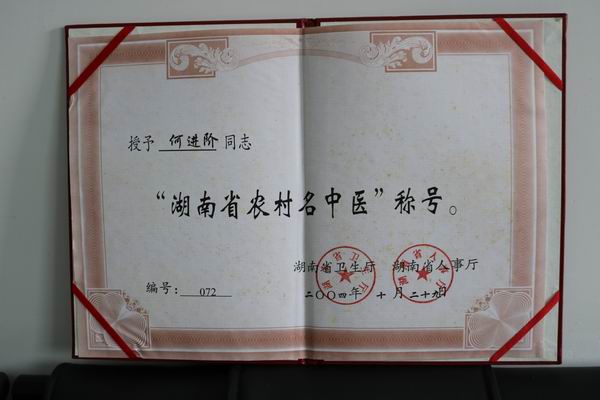 授予 何进阶 同志
“湖南省农村名中医”称号。
湖南省卫生厅 湖南省人事厅
编号： 072
二〇〇四年 十 月 二十九日